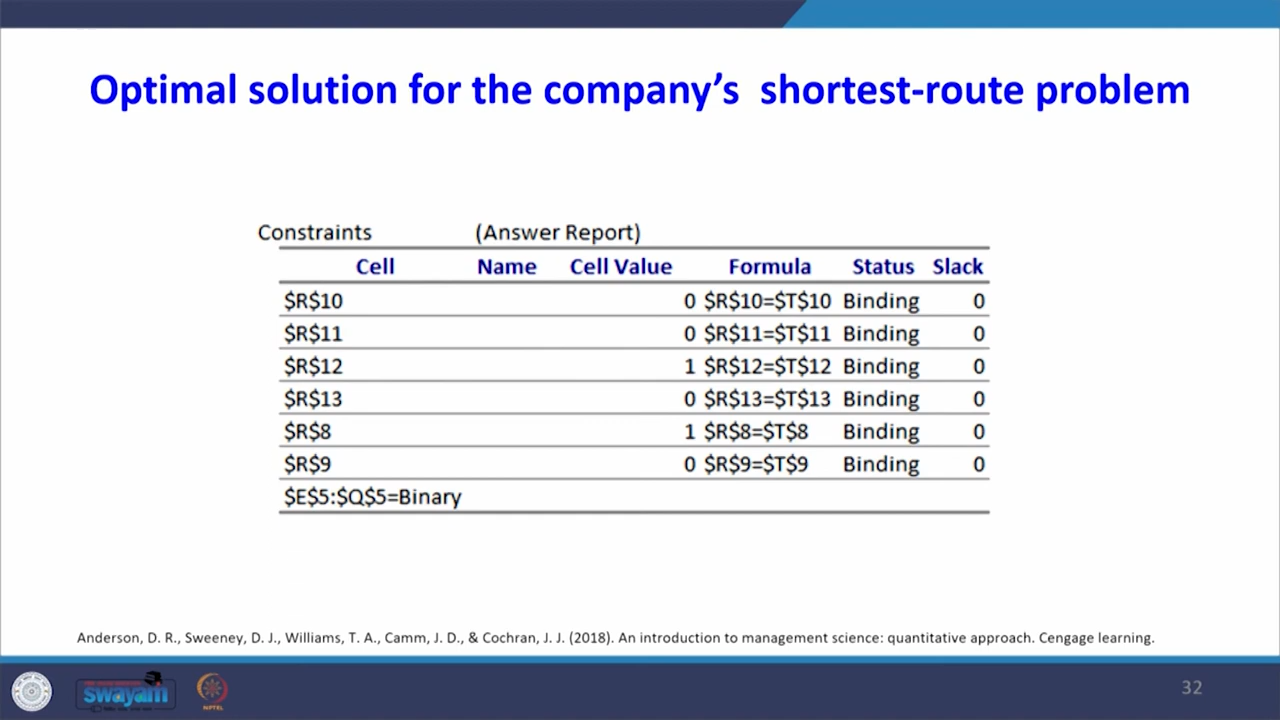 Optimal solution for the company’s shortest-route problem
Constraints (Answer Report)
Cell Name Cell Value Formula Status Slack
$R$10 0 $R$10=$T$10 Binding 0
$R$11 0 $R$11=$T$11 Binding 0
$R$12 1 $R$12=$T$12 Binding 0
$R$13 0 $R$13=$T$13 Binding 0
$R$8 1 $R$8=$T$8 Binding 0
$R$9 0 $R$9=$T$9 Binding 0
$E$5:$Q$5=Binary
Anderson, D. R., Sweeney, D. J., Williams, T. A., Camm, J. D., & Cochran, J. J. (2018). An introduction to management science: quantitative approach. Cengage learning.
swayam
NPTEL
32